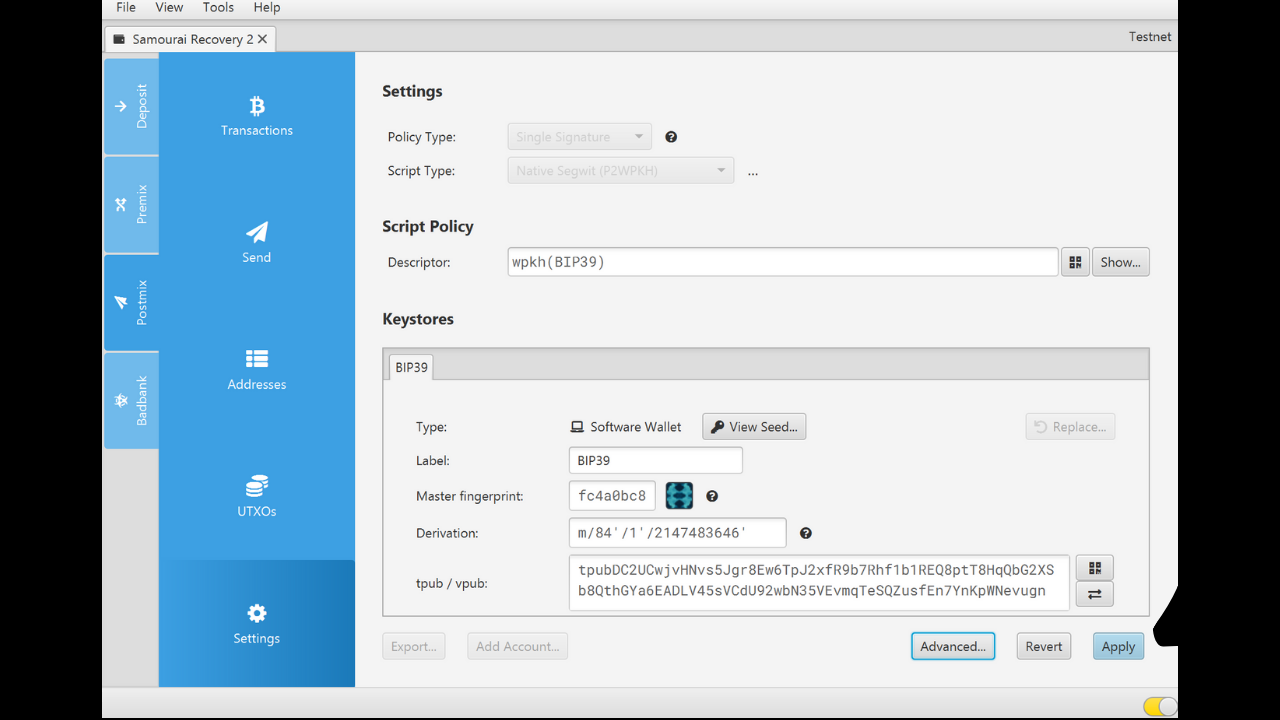 File View Tools Help
Samourai Recovery 2
Testnet
Deposit
Premix
Postmix
Badbank
Transactions
Send
Addresses
UTXOs
Settings
Settings
Policy Type: Single Signature
Script Type: Native Segwit (P2WPKH) ...
Script Policy
Descriptor: wpkh(BIP39) Show...
Keystores
BIP39
Type: Software Wallet View Seed... Replace...
Label: BIP39
Master fingerprint: fc4a0bc8
Derivation: m/84'/1'/2147483646'
tpub / vpub: tpubDC2UCwjvHNvs5Jgr8Ew6TpJ2xfR9b7Rhf1b1REQ8ptT8HqQbG2XS
b8QthGYa6EADLV45sVCdU92wbN35VEvmqTeSQZusfEn7YnKpWNevugn
Export... Add Account... Advanced... Revert Apply